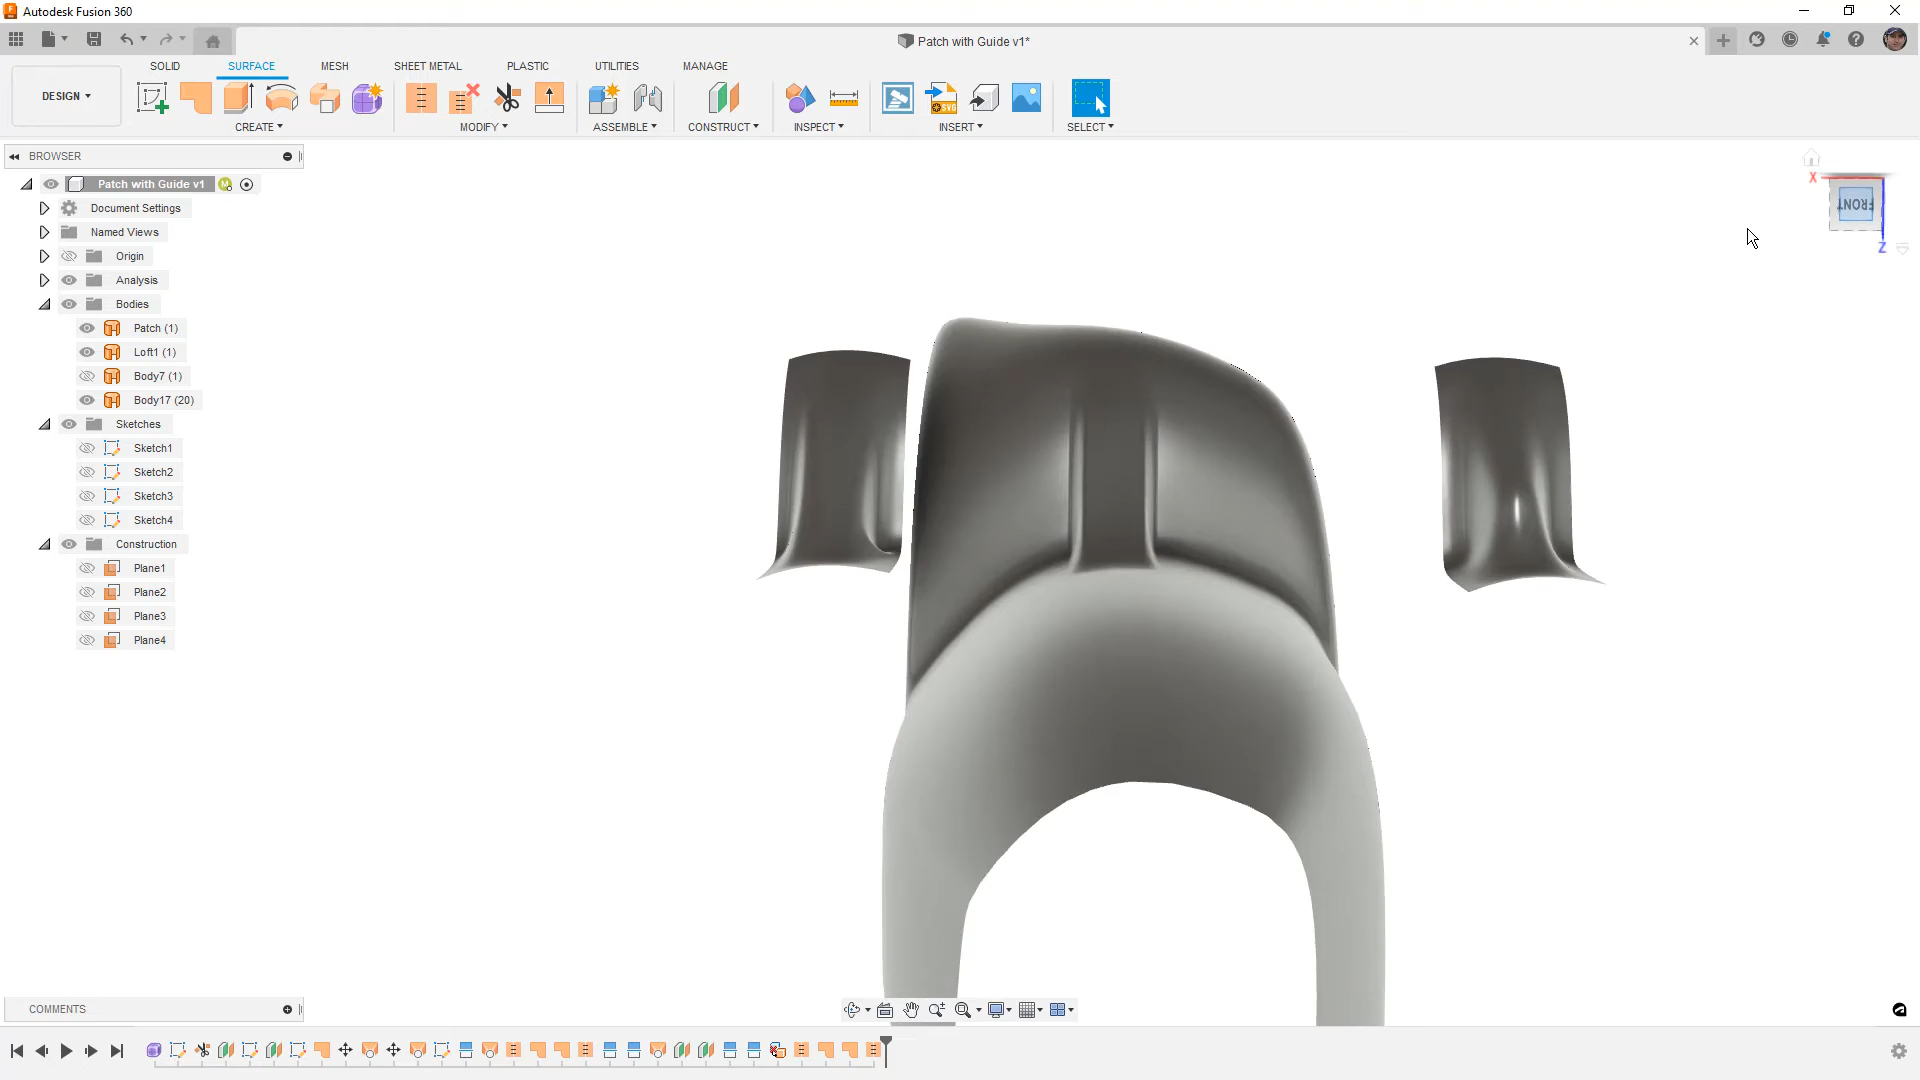 Autodesk Fusion 360
Patch with Guide v1*
SOLID
SURFACE
MESH
SHEET METAL
PLASTIC
UTILITIES
MANAGE
DESIGN
CREATE
MODIFY
ASSEMBLE
CONSTRUCT
INSPECT
INSERT
SELECT
SVG
BROWSER
Patch with Guide v1
M
Document Settings
Named Views
Origin
Analysis
Bodies
Patch (1)
Loft1 (1)
Body7 (1)
Body17 (20)
Sketches
Sketch1
Sketch2
Sketch3
Sketch4
Construction
Plane1
Plane2
Plane3
Plane4
X
FRONT
Z
COMMENTS